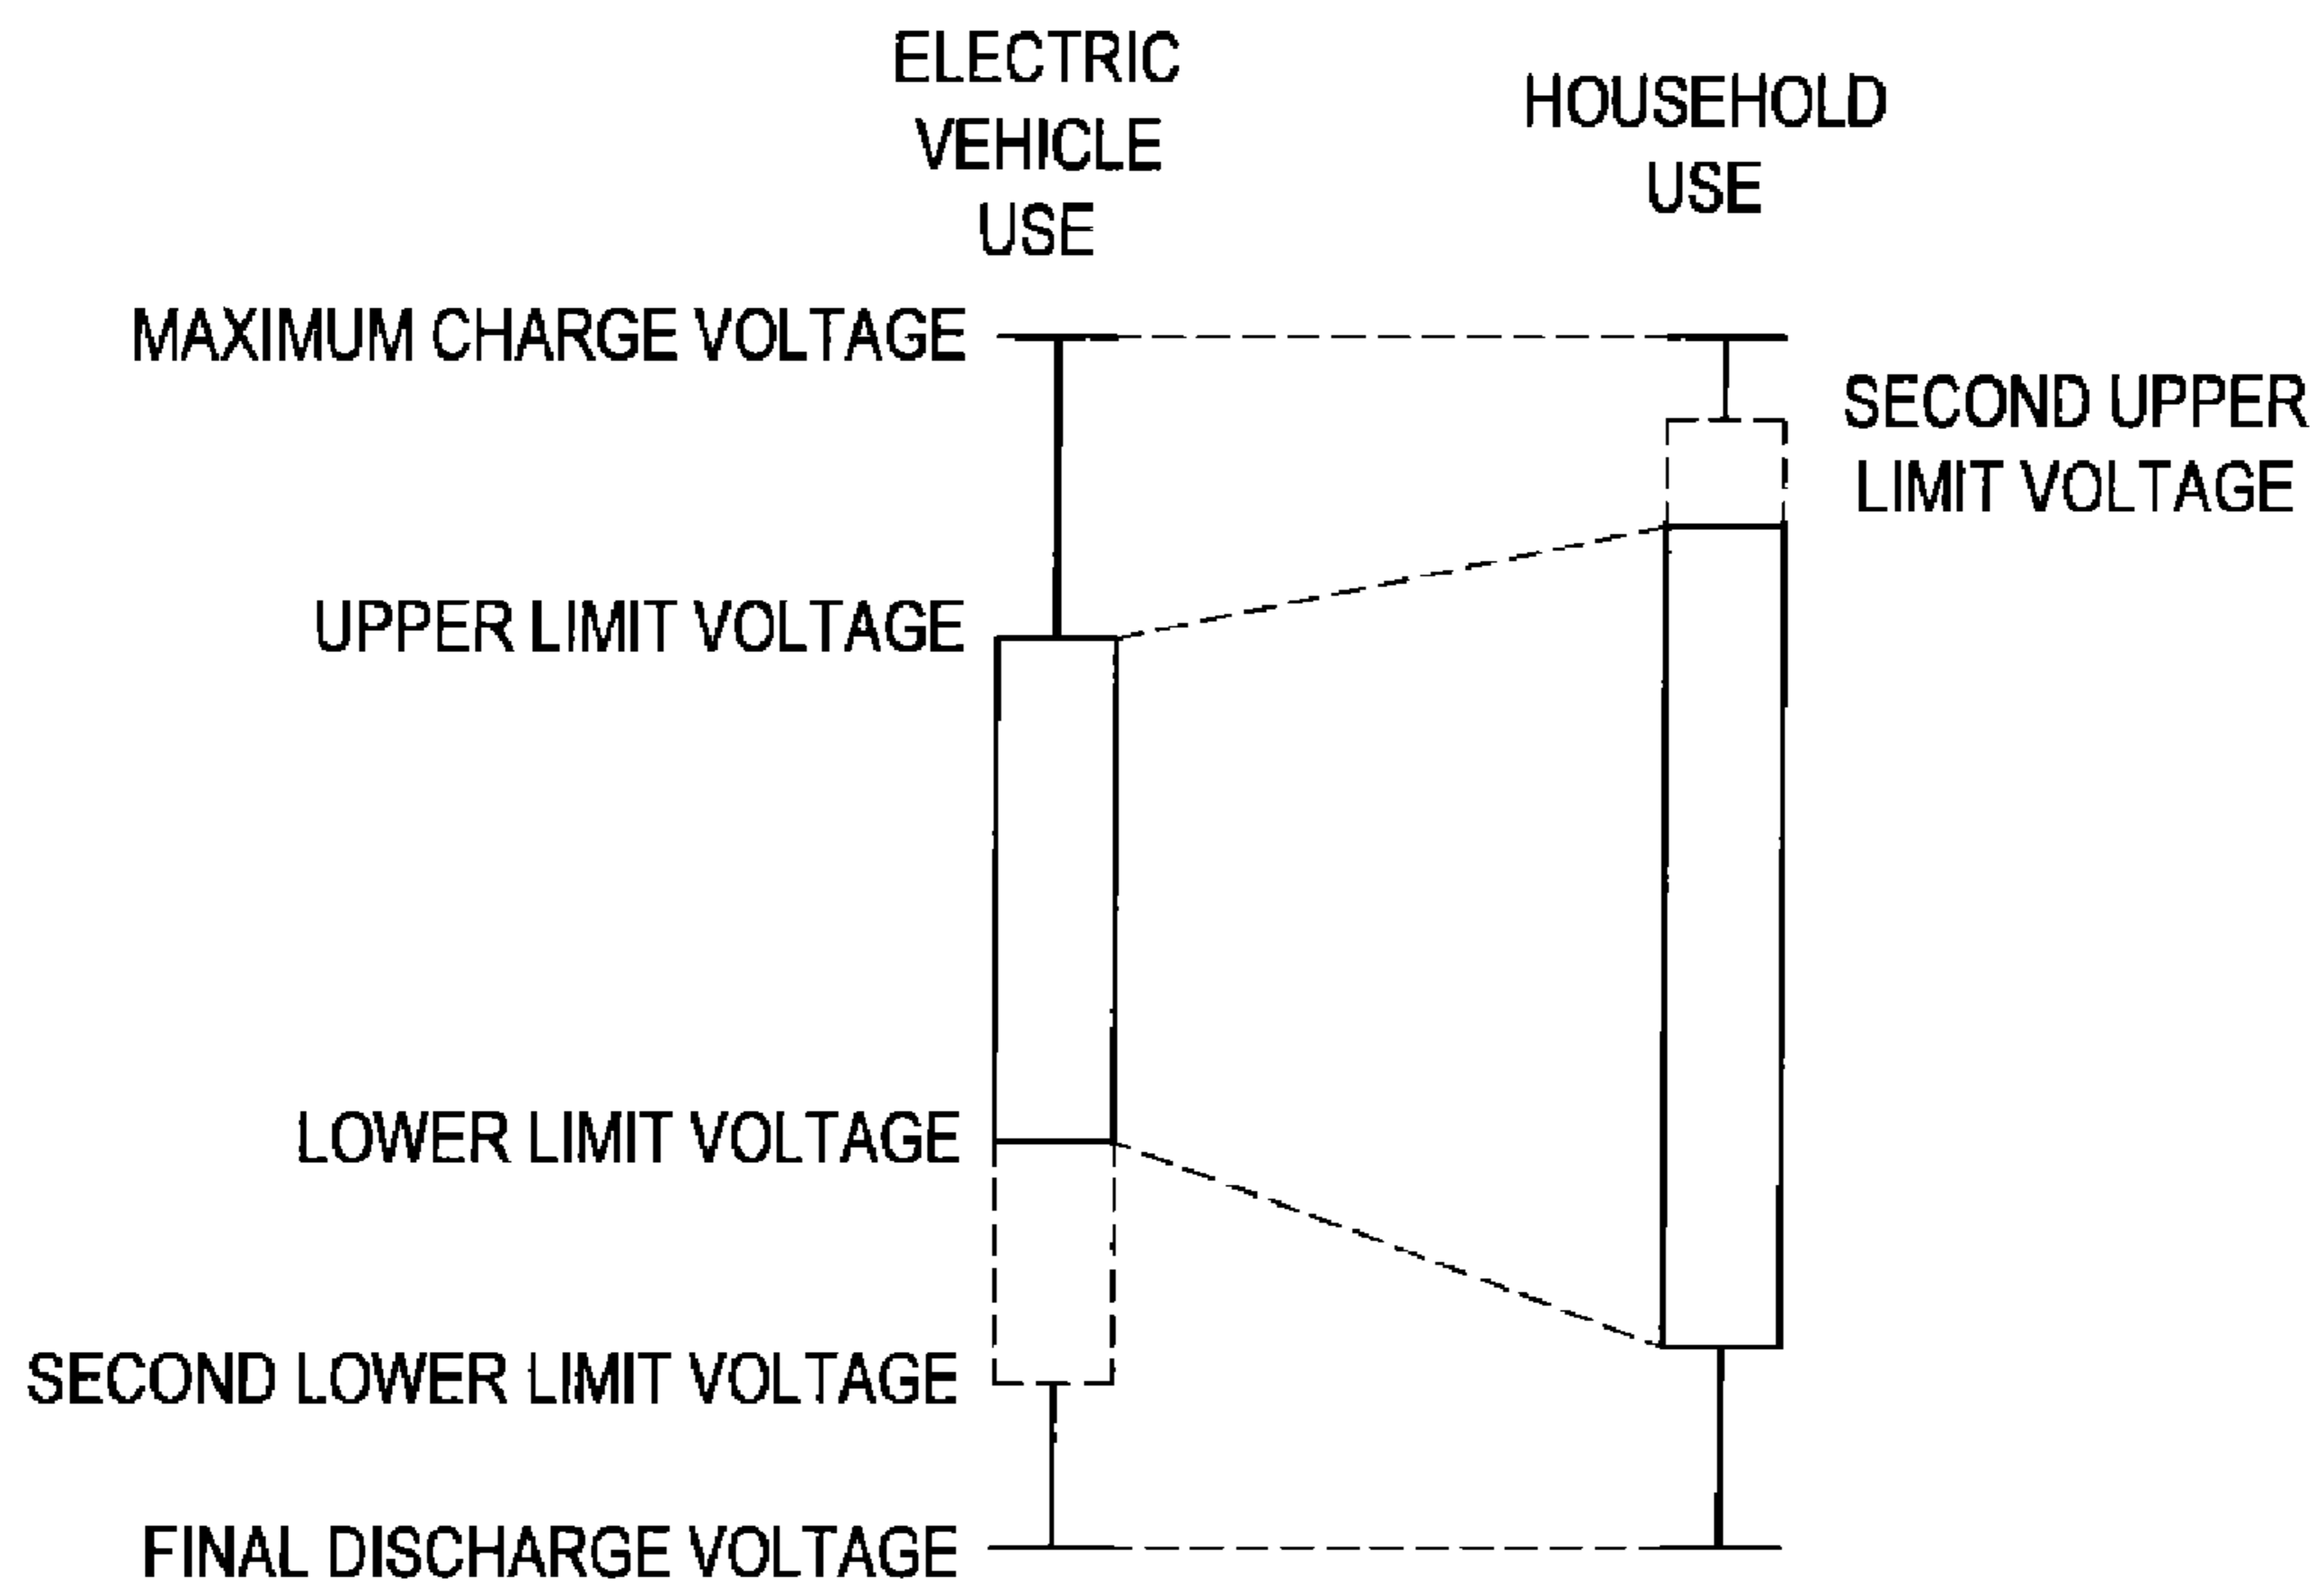 ELECTRIC
VEHICLE
USE
HOUSEHOLD
USE
MAXIMUM CHARGE VOLTAGE
SECOND UPPER
LIMIT VOLTAGE
UPPER LIMIT VOLTAGE
LOWER LIMIT VOLTAGE
SECOND LOWER LIMIT VOLTAGE
FINAL DISCHARGE VOLTAGE